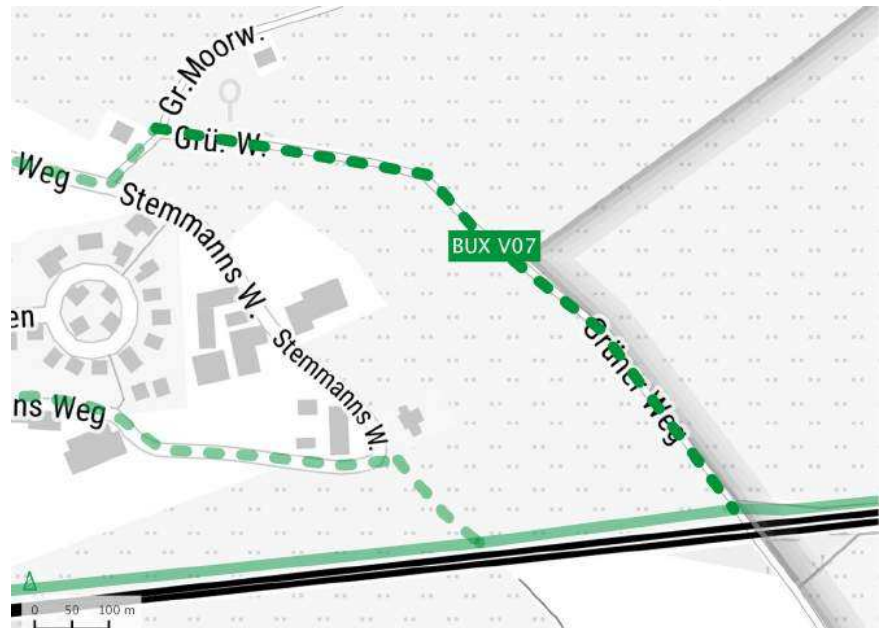 Gr.Moorw.
Grü. W.
Weg
Stemmanns W.
BUX V07
en
Stemmanns W.
Grüner Weg
ns Weg
0 50 100 m